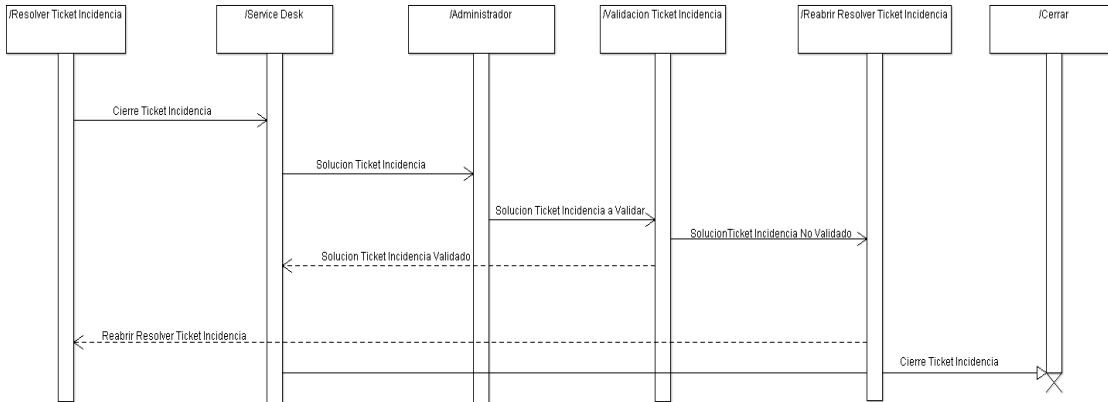 /Resolver Ticket Incidencia
/Service Desk
/Administrador
/Validacion Ticket Incidencia
/Reabrir Resolver Ticket Incidencia
/Cerrar
Cierre Ticket Incidencia
Solucion Ticket Incidencia
Solucion Ticket Incidencia a Validar
SolucionTicket Incidencia No Validado
Solucion Ticket Incidencia Validado
Reabrir Resolver Ticket Incidencia
Cierre Ticket Incidencia